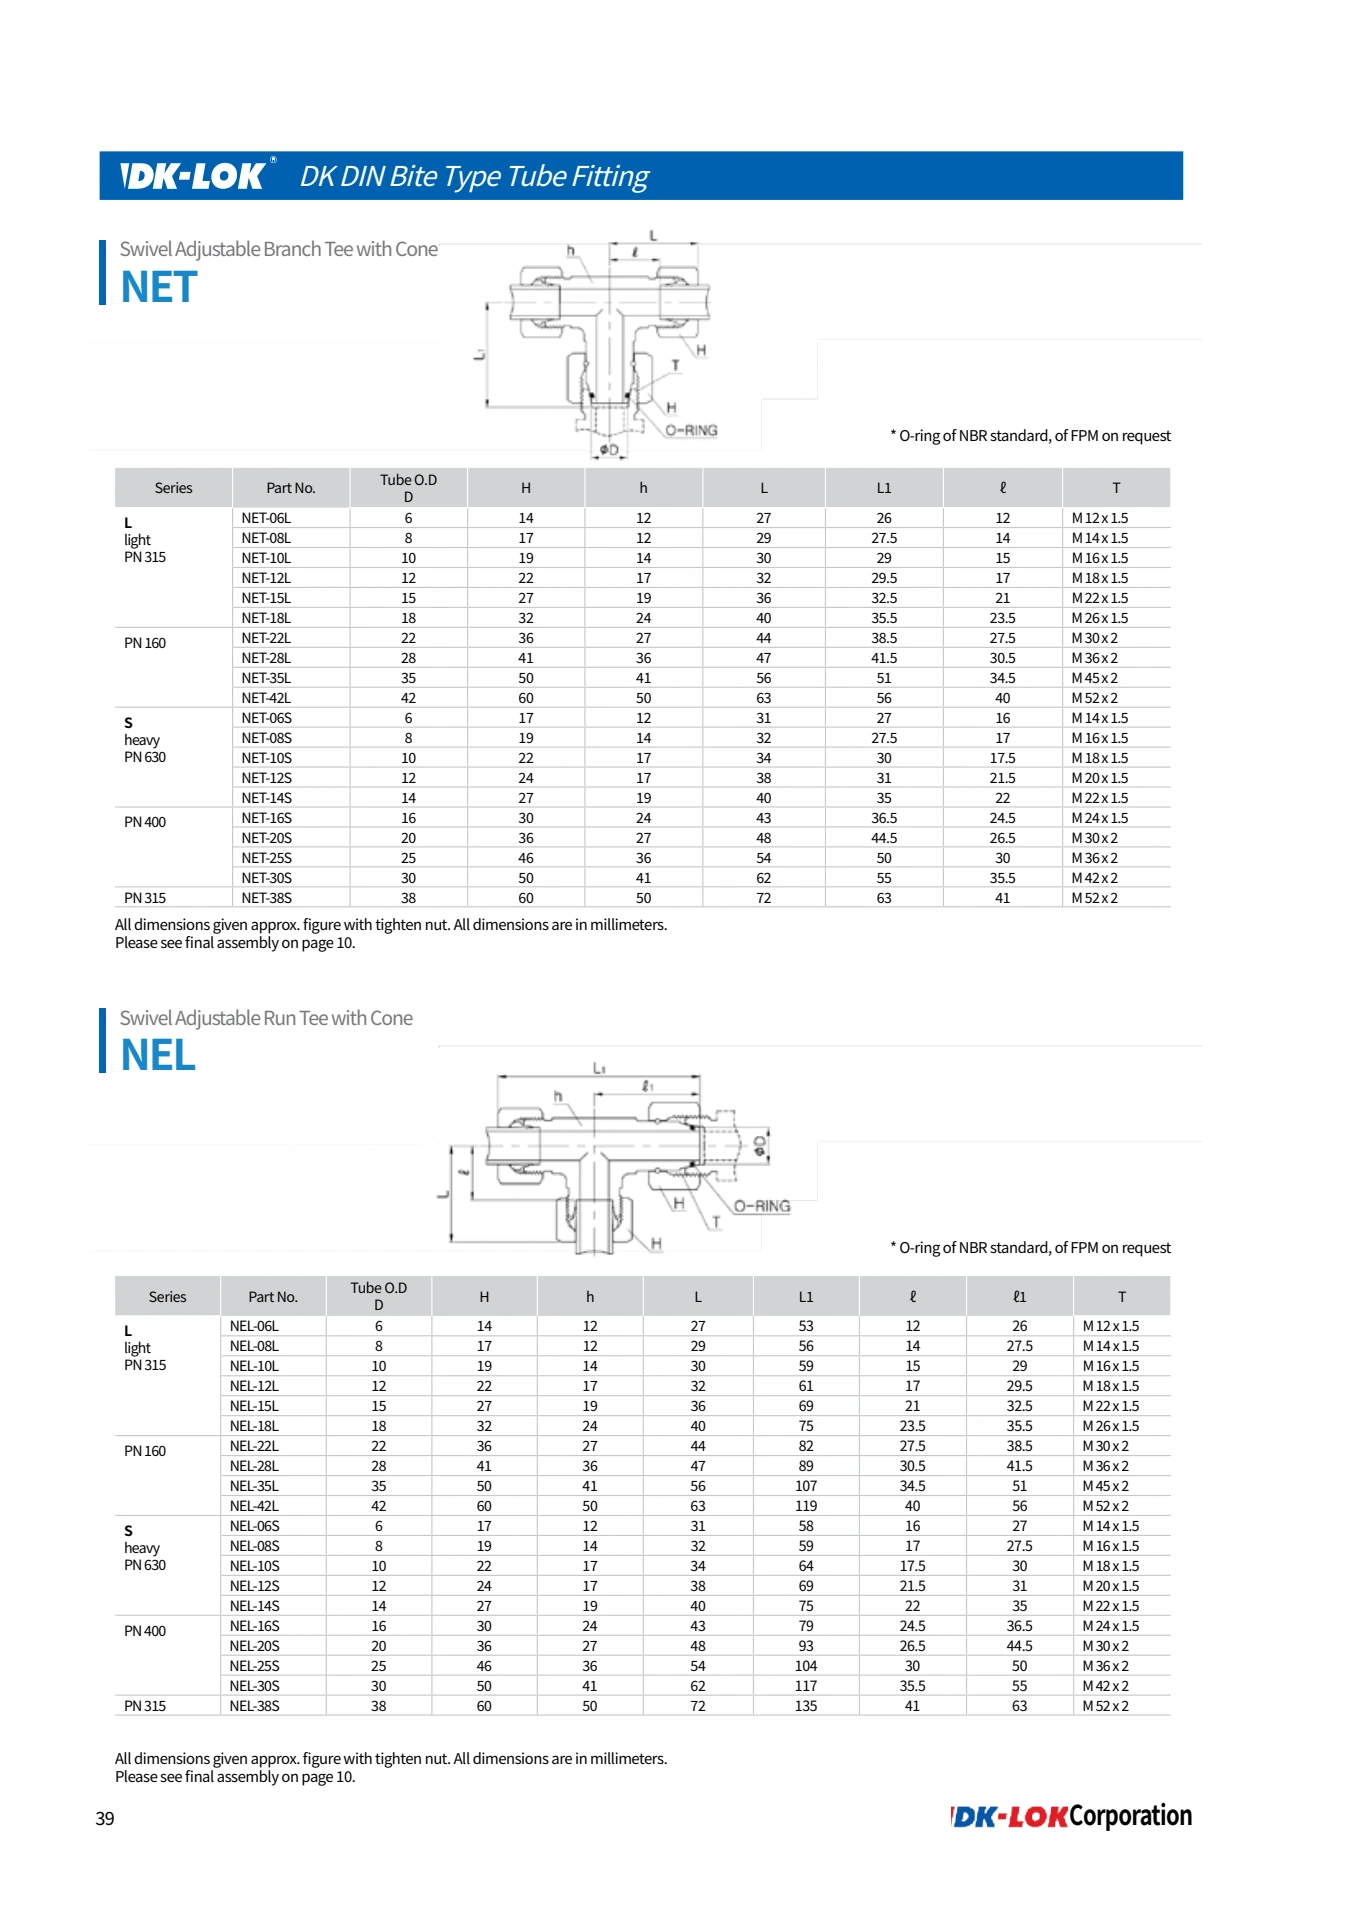 DK-LOK® DK DIN Bite Type Tube Fitting
Swivel Adjustable Branch Tee with Cone
NET
L
h ℓ
L1
H
T
H
O-RING
øD
* O-ring of NBR standard, of FPM on request
Series Part No. Tube O.D D H h L L1 ℓ T
L light PN 315
NET-06L 6 14 12 27 26 12 M 12 x 1.5
NET-08L 8 17 12 29 27.5 14 M 14 x 1.5
NET-10L 10 19 14 30 29 15 M 16 x 1.5
NET-12L 12 22 17 32 29.5 17 M 18 x 1.5
NET-15L 15 27 19 36 32.5 21 M 22 x 1.5
NET-18L 18 32 24 40 35.5 23.5 M 26 x 1.5
PN 160
NET-22L 22 36 27 44 38.5 27.5 M 30 x 2
NET-28L 28 41 36 47 41.5 30.5 M 36 x 2
NET-35L 35 50 41 56 51 34.5 M 45 x 2
NET-42L 42 60 50 63 56 40 M 52 x 2
S heavy PN 630
NET-06S 6 17 12 31 27 16 M 14 x 1.5
NET-08S 8 19 14 32 27.5 17 M 16 x 1.5
NET-10S 10 22 17 34 30 17.5 M 18 x 1.5
NET-12S 12 24 17 38 31 21.5 M 20 x 1.5
NET-14S 14 27 19 40 35 22 M 22 x 1.5
PN 400
NET-16S 16 30 24 43 36.5 24.5 M 24 x 1.5
NET-20S 20 36 27 48 44.5 26.5 M 30 x 2
NET-25S 25 46 36 54 50 30 M 36 x 2
NET-30S 30 50 41 62 55 35.5 M 42 x 2
PN 315 NET-38S 38 60 50 72 63 41 M 52 x 2
All dimensions given approx. figure with tighten nut. All dimensions are in millimeters.
Please see final assembly on page 10.
Swivel Adjustable Run Tee with Cone
NEL
L1
h ℓ1
øD
ℓ
L
H O-RING
T
H
* O-ring of NBR standard, of FPM on request
Series Part No. Tube O.D D H h L L1 ℓ ℓ1 T
L light PN 315
NEL-06L 6 14 12 27 53 12 26 M 12 x 1.5
NEL-08L 8 17 12 29 56 14 27.5 M 14 x 1.5
NEL-10L 10 19 14 30 59 15 29 M 16 x 1.5
NEL-12L 12 22 17 32 61 17 29.5 M 18 x 1.5
NEL-15L 15 27 19 36 69 21 32.5 M 22 x 1.5
NEL-18L 18 32 24 40 75 23.5 35.5 M 26 x 1.5
PN 160
NEL-22L 22 36 27 44 82 27.5 38.5 M 30 x 2
NEL-28L 28 41 36 47 89 30.5 41.5 M 36 x 2
NEL-35L 35 50 41 56 107 34.5 51 M 45 x 2
NEL-42L 42 60 50 63 119 40 56 M 52 x 2
S heavy PN 630
NEL-06S 6 17 12 31 58 16 27 M 14 x 1.5
NEL-08S 8 19 14 32 59 17 27.5 M 16 x 1.5
NEL-10S 10 22 17 34 64 17.5 30 M 18 x 1.5
NEL-12S 12 24 17 38 69 21.5 31 M 20 x 1.5
NEL-14S 14 27 19 40 75 22 35 M 22 x 1.5
PN 400
NEL-16S 16 30 24 43 79 24.5 36.5 M 24 x 1.5
NEL-20S 20 36 27 48 93 26.5 44.5 M 30 x 2
NEL-25S 25 46 36 54 104 30 50 M 36 x 2
NEL-30S 30 50 41 62 117 35.5 55 M 42 x 2
PN 315 NEL-38S 38 60 50 72 135 41 63 M 52 x 2
All dimensions given approx. figure with tighten nut. All dimensions are in millimeters.
Please see final assembly on page 10.
39
DK-LOK Corporation